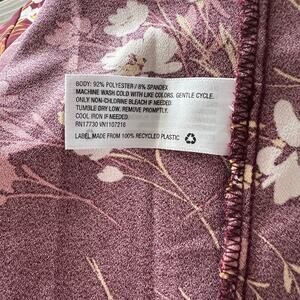 BODY: 92% POLYESTER / 8% SPANDEX
MACHINE WASH COLD WITH LIKE COLORS. GENTLE CYCLE.
ONLY NON-CHLORINE BLEACH IF NEEDED.
TUMBLE DRY LOW. REMOVE PROMPTLY.
COOL IRON IF NEEDED.
RN17730 VN1107216
LABEL MADE FROM 100% RECYCLED PLASTIC